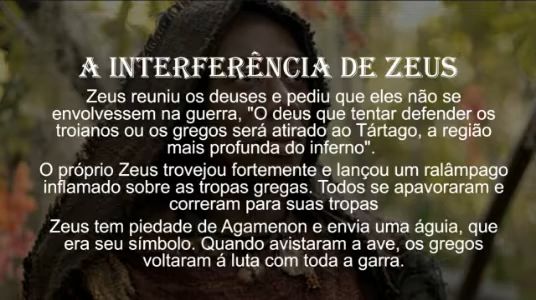 A INTERFERÊNCIA DE ZEUS
Zeus reuniu os deuses e pediu que eles não se
envolvessem na guerra, "O deus que tentar defender os
troianos ou os gregos será atirado ao Tártago, a região
mais profunda do inferno".
O próprio Zeus trovejou fortemente e lançou um ralâmpago
inflamado sobre as tropas gregas. Todos se apavoraram e
correram para suas tropas
Zeus tem piedade de Agamenon e envia uma águia, que
era seu símbolo. Quando avistaram a ave, os gregos
voltaram á luta com toda a garra.